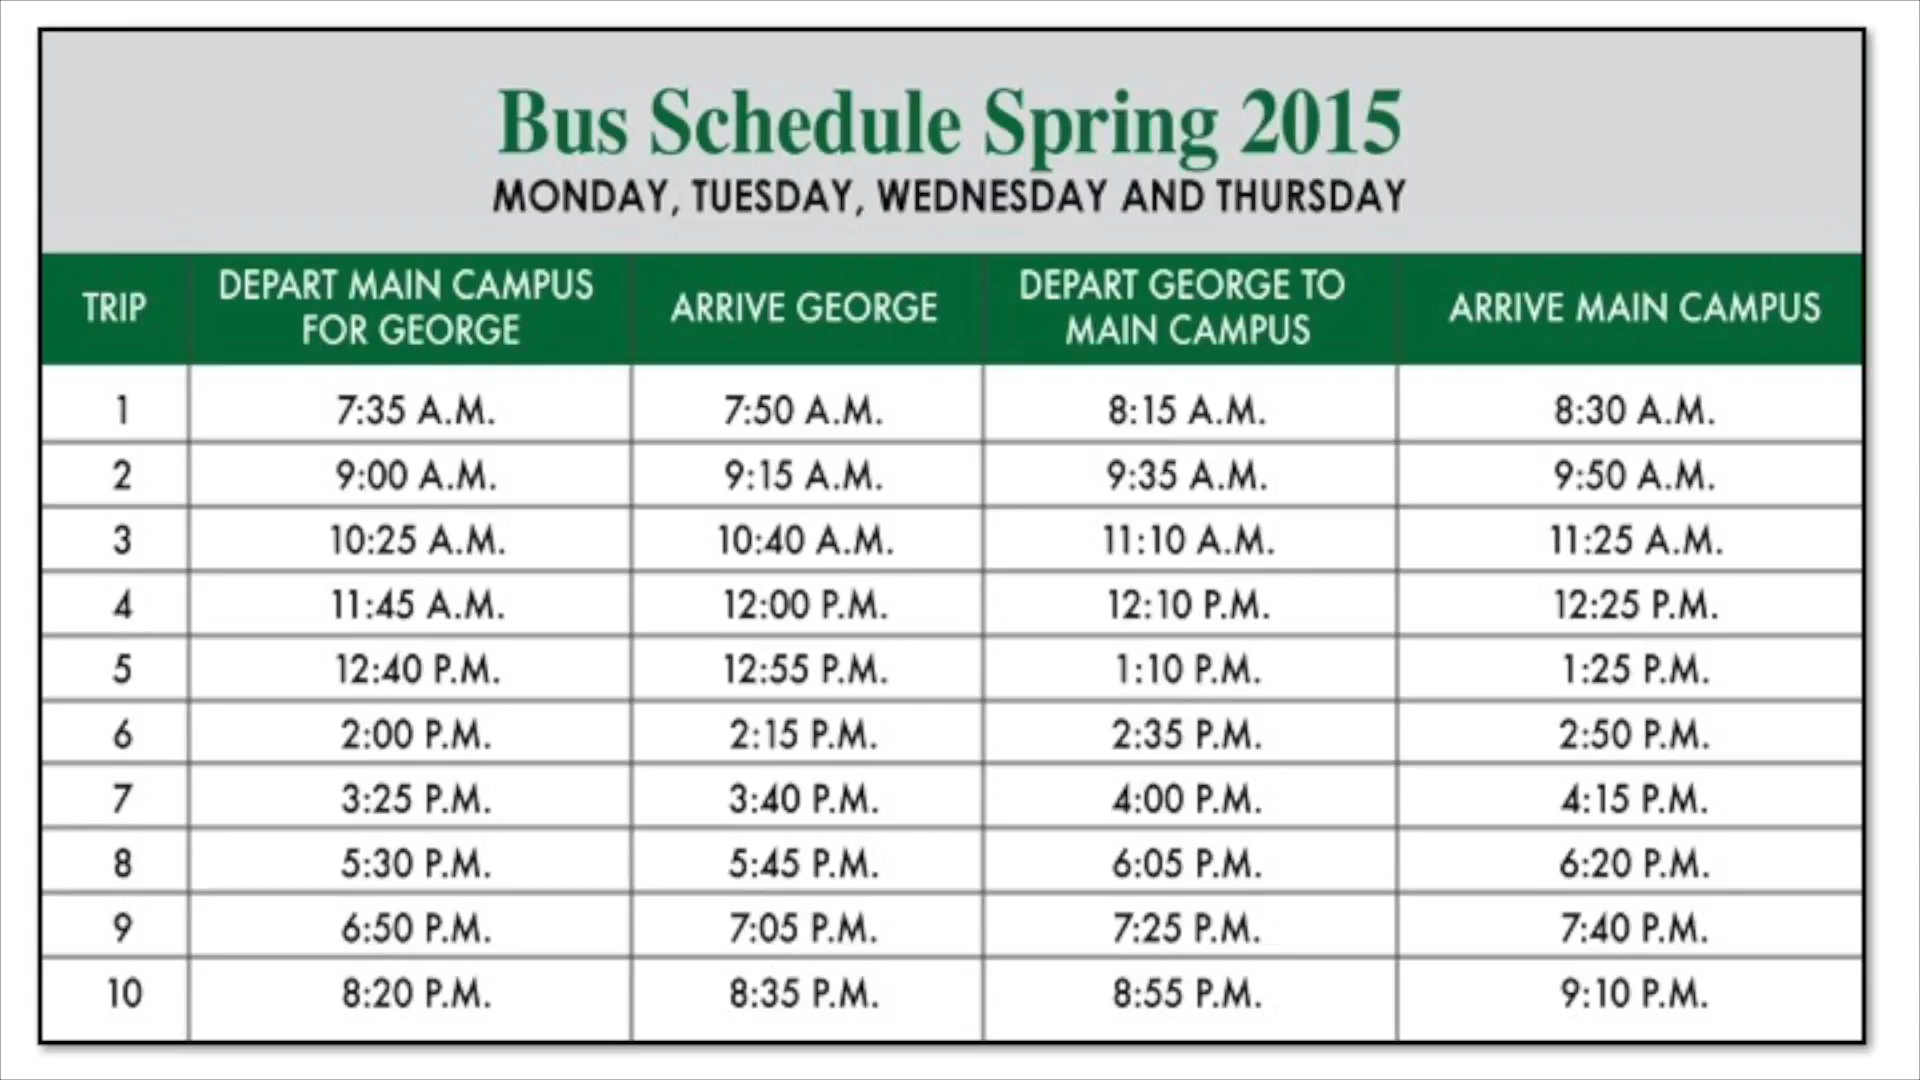 Bus Schedule Spring 2015
MONDAY, TUESDAY, WEDNESDAY AND THURSDAY
TRIP DEPART MAIN CAMPUS FOR GEORGE ARRIVE GEORGE DEPART GEORGE TO MAIN CAMPUS ARRIVE MAIN CAMPUS
1 7:35 A.M. 7:50 A.M. 8:15 A.M. 8:30 A.M.
2 9:00 A.M. 9:15 A.M. 9:35 A.M. 9:50 A.M.
3 10:25 A.M. 10:40 A.M. 11:10 A.M. 11:25 A.M.
4 11:45 A.M. 12:00 P.M. 12:10 P.M. 12:25 P.M.
5 12:40 P.M. 12:55 P.M. 1:10 P.M. 1:25 P.M.
6 2:00 P.M. 2:15 P.M. 2:35 P.M. 2:50 P.M.
7 3:25 P.M. 3:40 P.M. 4:00 P.M. 4:15 P.M.
8 5:30 P.M. 5:45 P.M. 6:05 P.M. 6:20 P.M.
9 6:50 P.M. 7:05 P.M. 7:25 P.M. 7:40 P.M.
10 8:20 P.M. 8:35 P.M. 8:55 P.M. 9:10 P.M.